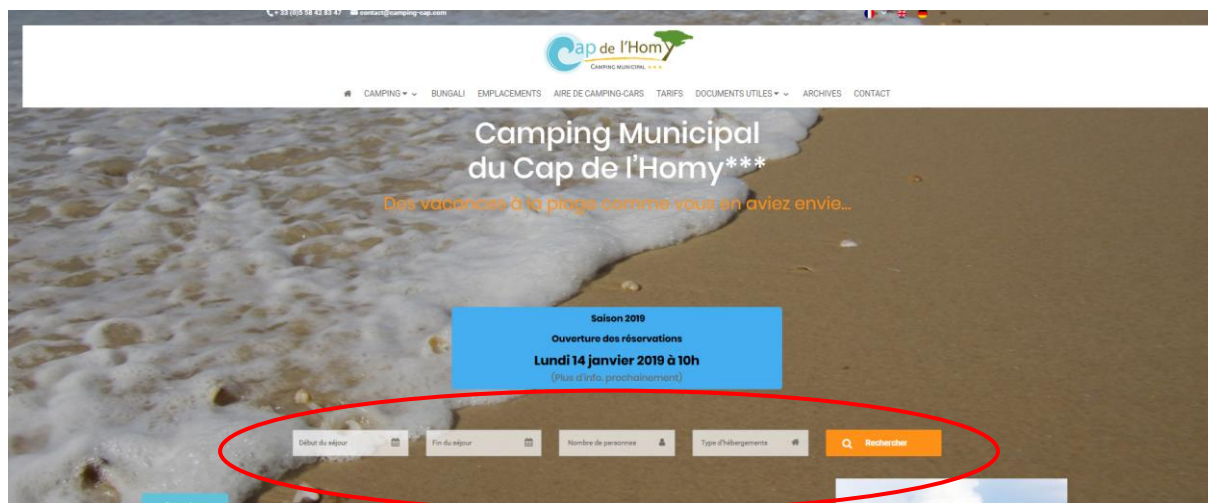 + 33 (0)5 58 42 83 47 contact@camping-cap.com
Cap de l'Homy
CAMPING MUNICIPAL ***
CAMPING BUNGALI EMPLACEMENTS AIRE DE CAMPING-CARS TARIFS DOCUMENTS UTILES ARCHIVES CONTACT
Camping Municipal
du Cap de l'Homy***
Des vacances à la plage comme vous en aviez envie...
Saison 2019
Ouverture des réservations
Lundi 14 janvier 2019 à 10h
(Plus d'info. prochainement)
Début du séjour Fin du séjour Nombre de personnes Type d'hébergements Rechercher